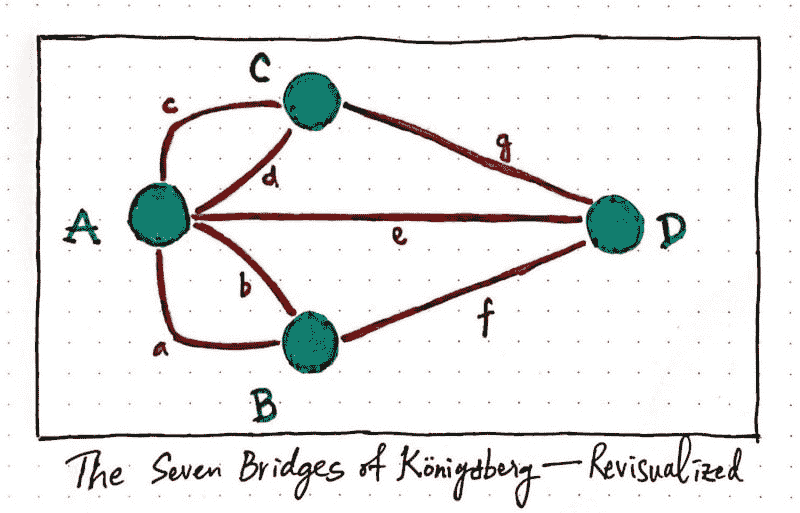 C
c
g
d
A
D
e
b
f
a
B
The Seven Bridges of Königsberg — Revisualized